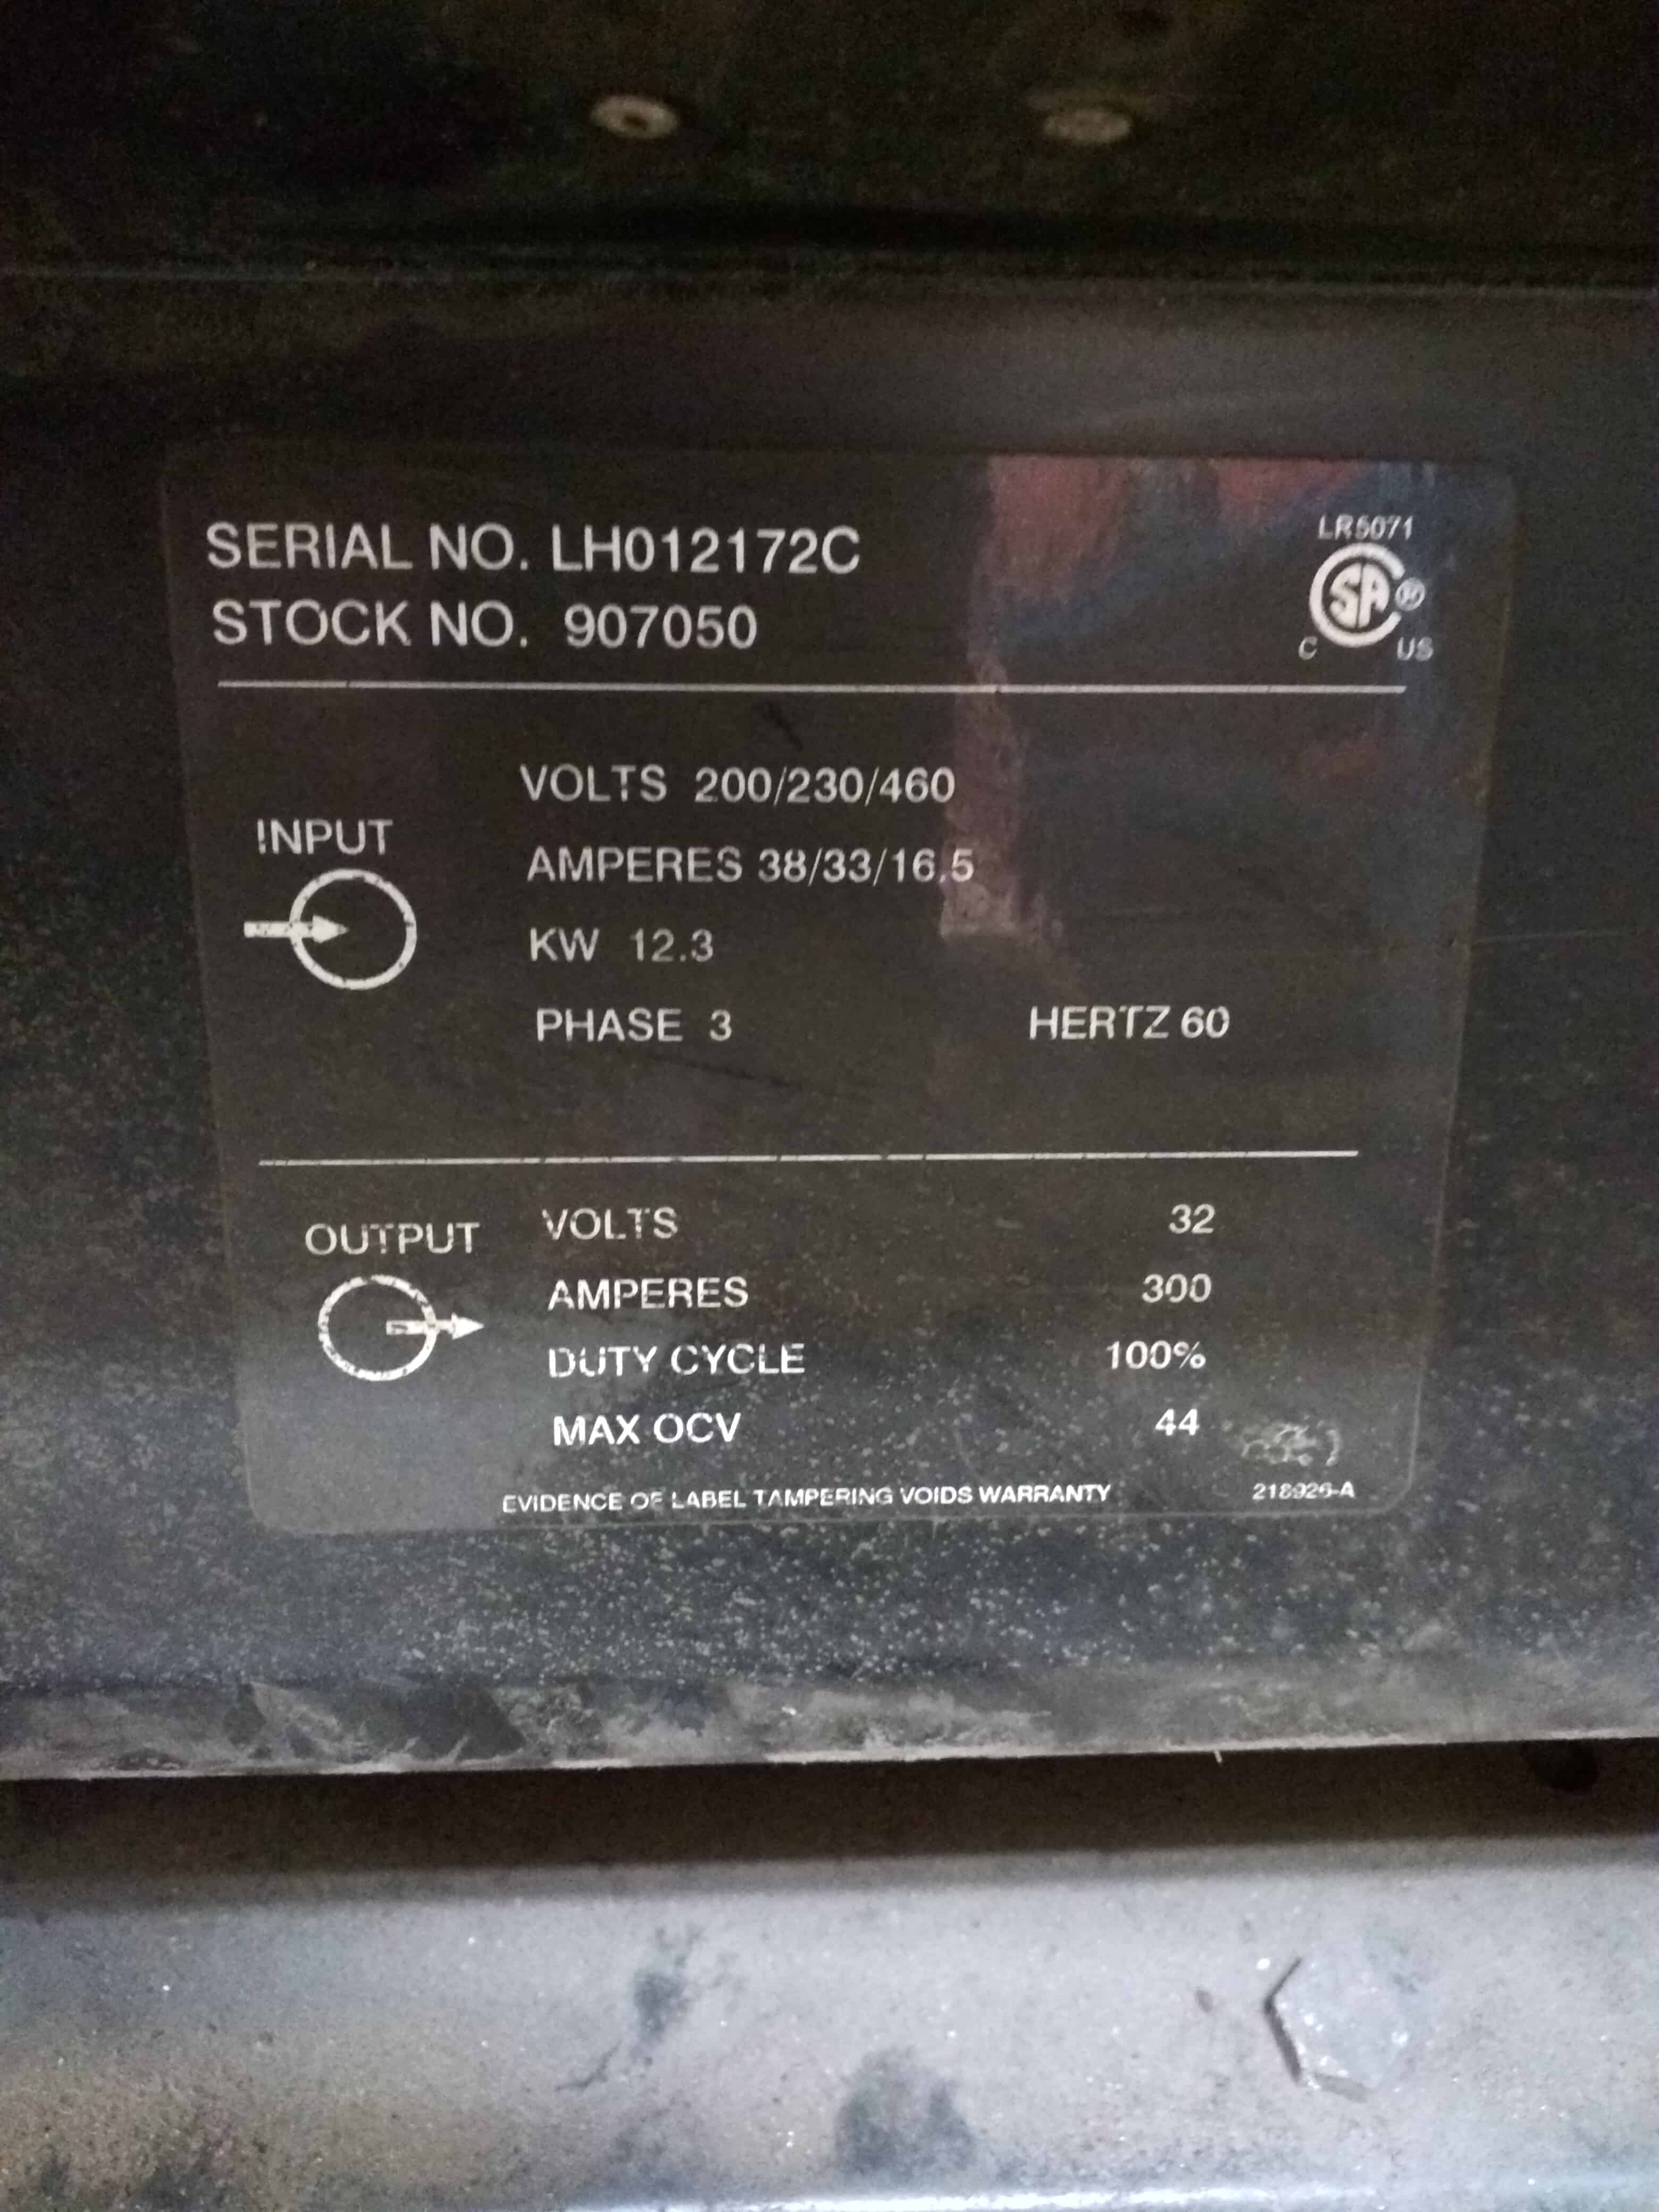 SERIAL NO. LH012172C
STOCK NO. 907050
LR5071
SA®
C US
INPUT
VOLTS 200/230/460
AMPERES 38/33/16.5
KW 12.3
PHASE 3 HERTZ 60
OUTPUT
VOLTS 32
AMPERES 300
DUTY CYCLE 100%
MAX OCV 44
EVIDENCE OF LABEL TAMPERING VOIDS WARRANTY 218926-A